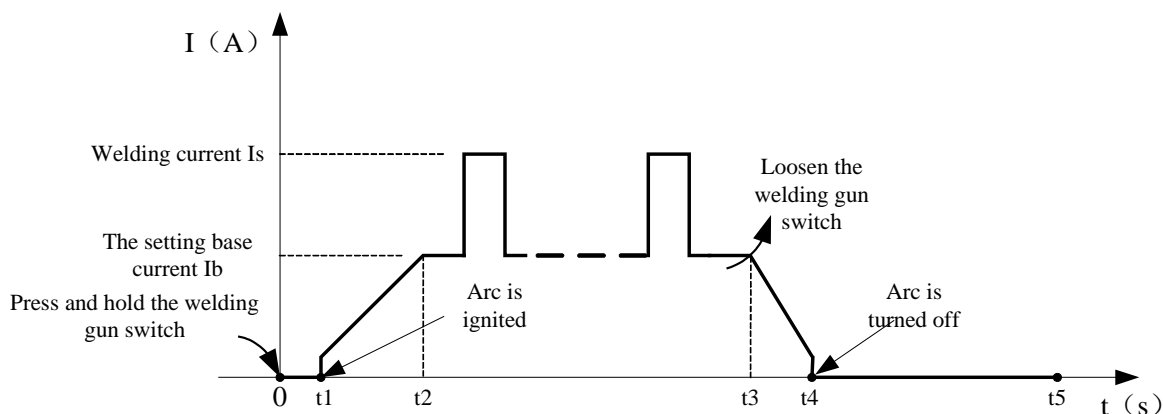 I（A）
Welding current Is
Loosen the
welding gun
switch
The setting base
current Ib
Press and hold the welding
gun switch
Arc is
ignited
Arc is
turned off
0
t1
t2
t3
t4
t5
t（s）